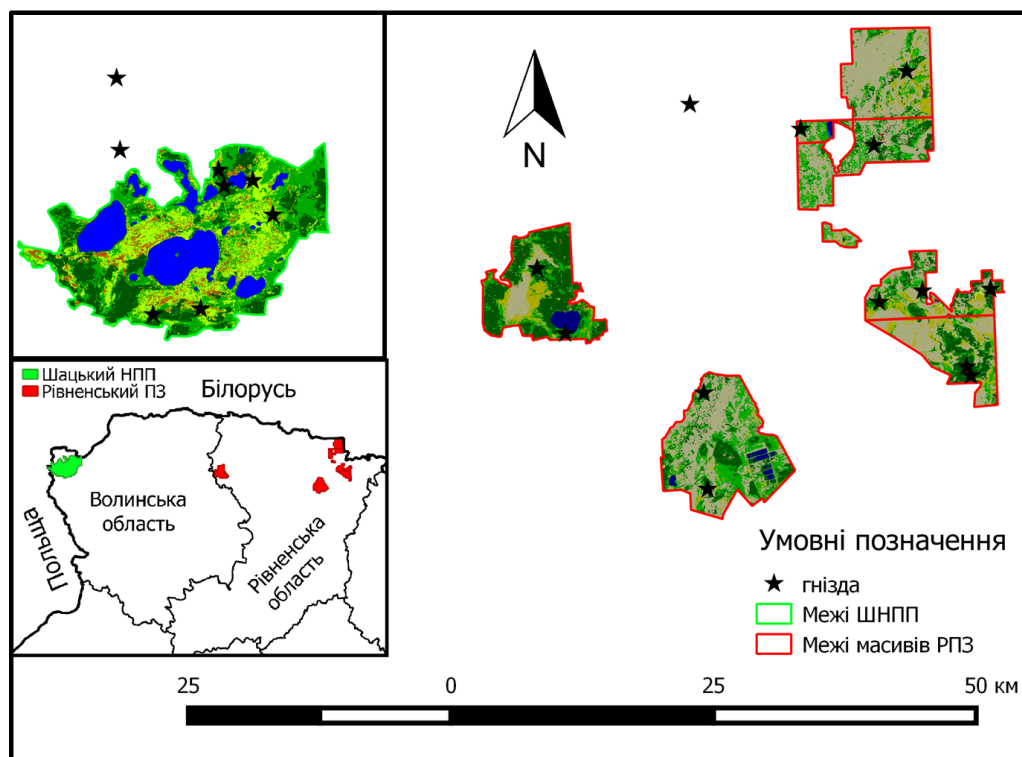 N
Шацький НПП
Рівненський ПЗ
Білорусь
Волинська
область
Польща
Рівненська
область
Умовні позначення
гнізда
Межі ШНПП
Межі масивів РПЗ
25 0 25 50 км